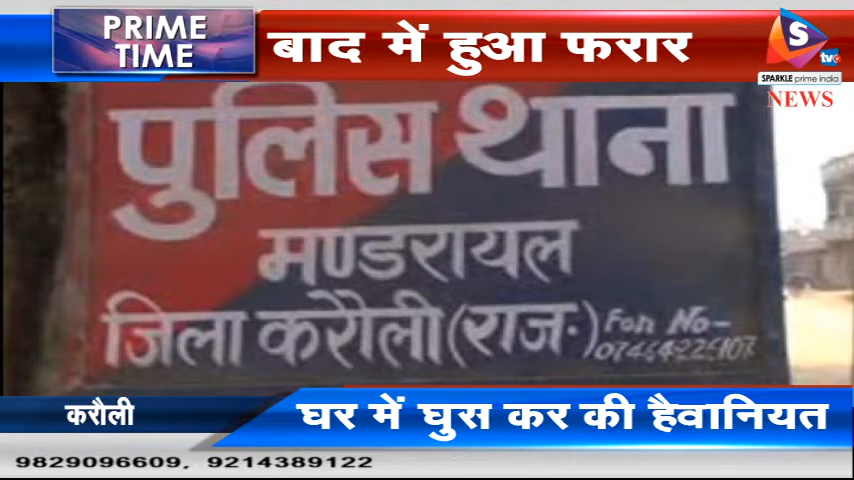 PRIME TIME
बाद में हुआ फरार
S tv
SPARKLE prime india
NEWS
पुलिस थाना
मण्डरायल
जिला करौली (राज.) Fon No-
करौली
घर में घुस कर की हैवानियत
9829096609, 9214389122